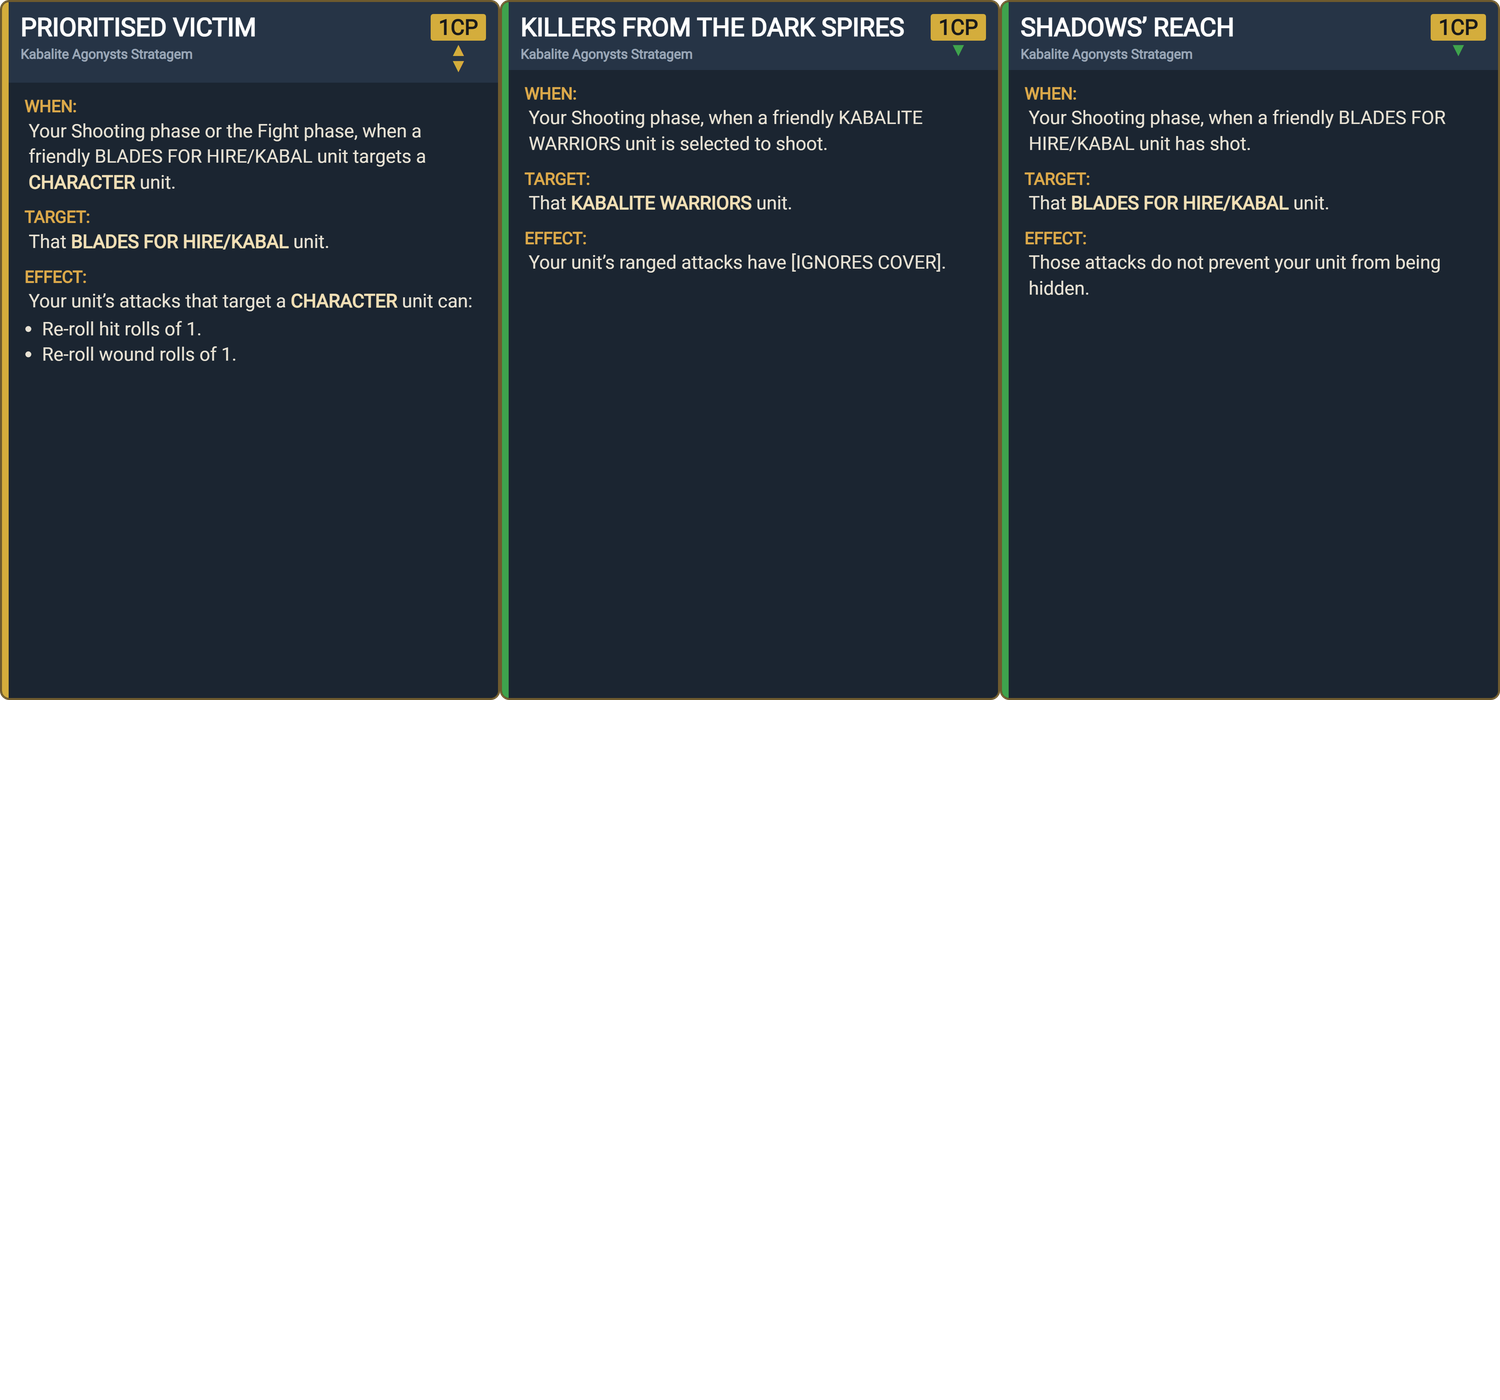 PRIORITISED VICTIM
1CP
Kabalite Agonysts Stratagem
WHEN:
Your Shooting phase or the Fight phase, when a
friendly BLADES FOR HIRE/KABAL unit targets a
CHARACTER unit.
TARGET:
That BLADES FOR HIRE/KABAL unit.
EFFECT:
Your unit’s attacks that target a CHARACTER unit can:
• Re-roll hit rolls of 1.
• Re-roll wound rolls of 1.
KILLERS FROM THE DARK SPIRES
1CP
Kabalite Agonysts Stratagem
WHEN:
Your Shooting phase, when a friendly KABALITE
WARRIORS unit is selected to shoot.
TARGET:
That KABALITE WARRIORS unit.
EFFECT:
Your unit’s ranged attacks have [IGNORES COVER].
SHADOWS’ REACH
1CP
Kabalite Agonysts Stratagem
WHEN:
Your Shooting phase, when a friendly BLADES FOR
HIRE/KABAL unit has shot.
TARGET:
That BLADES FOR HIRE/KABAL unit.
EFFECT:
Those attacks do not prevent your unit from being
hidden.